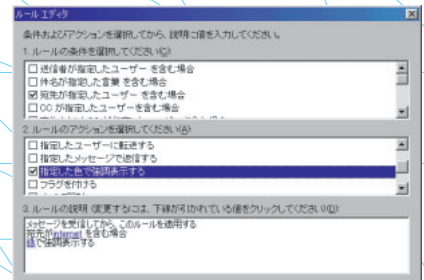 ルール エディタ
条件およびアクションを選択してから、説明に値を入力してください。
1. ルールの条件を選択してください(C):
送信者が指定したユーザー を含む場合
件名が指定した言葉 を含む場合
宛先が指定したユーザー を含む場合
CC が指定したユーザー を含む場合
2. ルールのアクションを選択してください(A):
指定したユーザーに転送する
指定したメッセージで返信する
指定した色で強調表示する
フラグを付ける
3. ルールの説明 (変更するには、下線が引かれている値をクリックしてください)(D):
メッセージを受信してから、このルールを適用する
宛先がinternet を含む場合
緑で強調表示する